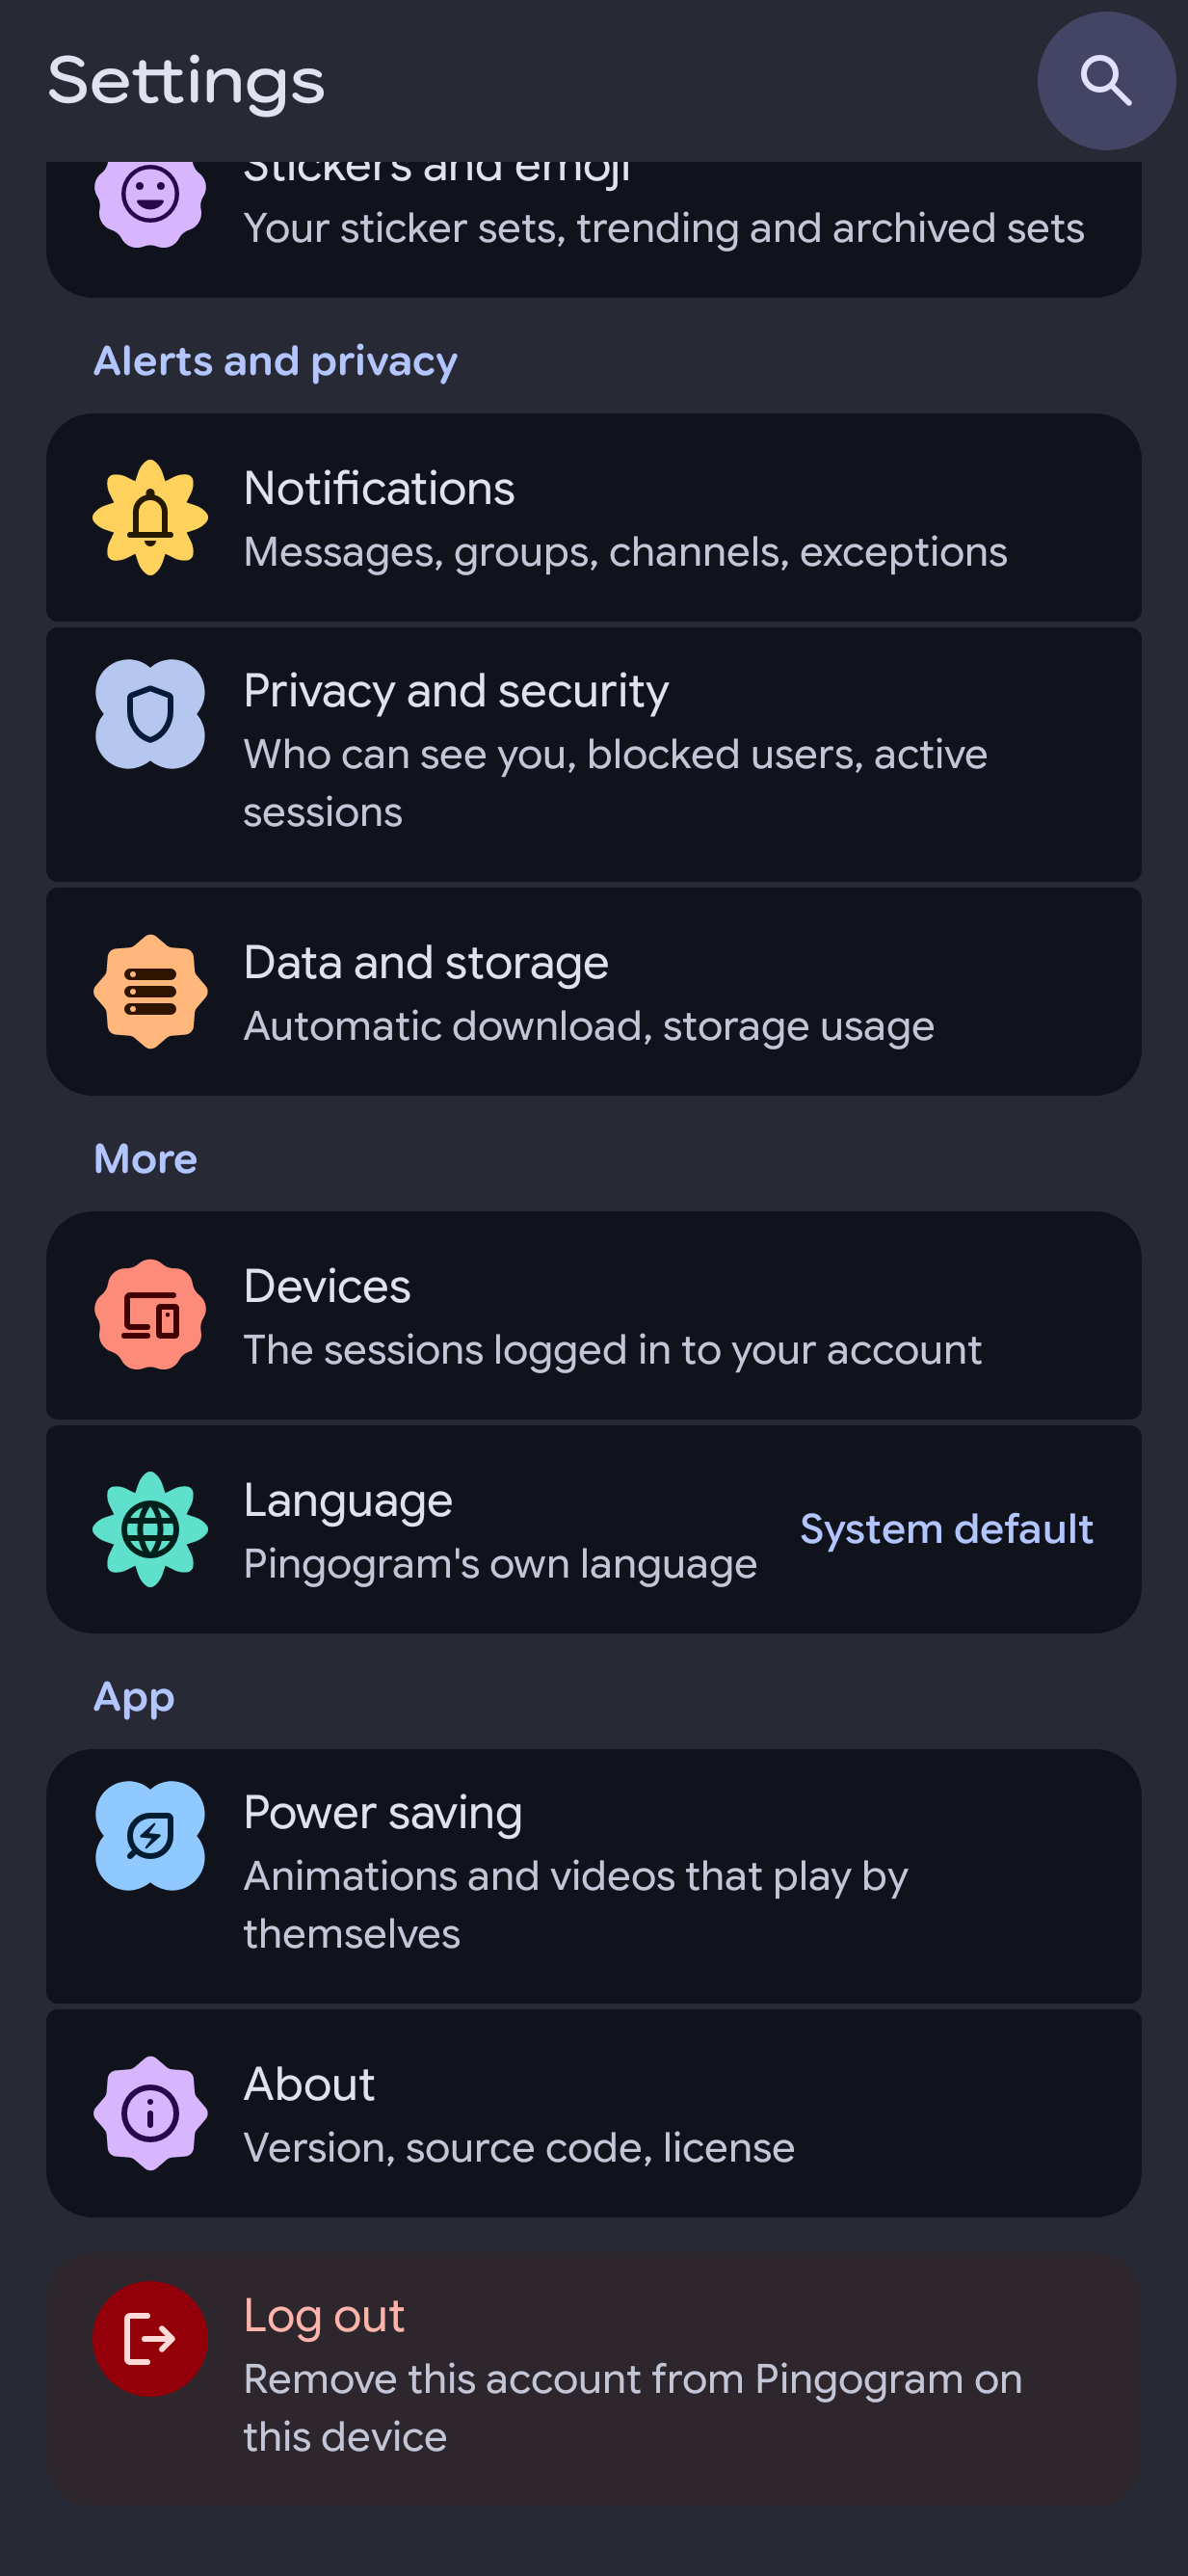 Settings
Stickers and emoji
Your sticker sets, trending and archived sets
Alerts and privacy
Notifications
Messages, groups, channels, exceptions
Privacy and security
Who can see you, blocked users, active
sessions
Data and storage
Automatic download, storage usage
More
Devices
The sessions logged in to your account
Language
Pingogram's own language
System default
App
Power saving
Animations and videos that play by
themselves
About
Version, source code, license
Log out
Remove this account from Pingogram on
this device